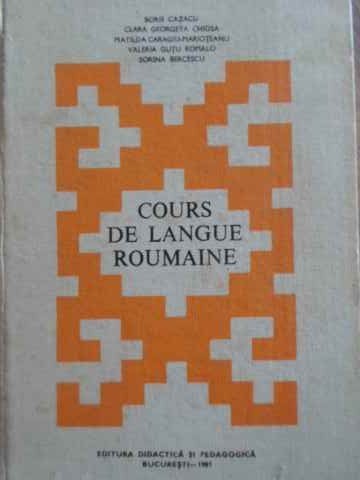 BORIS CAZACU
CLARA GEORGETA CHIOSA
MATILDA CARAGIU-MARIOȚEANU
VALERIA GUȚU ROMALO
SORINA BERCESCU
COURS
DE LANGUE
ROUMAINE
EDITURA DIDACTICĂ ȘI PEDAGOGICĂ
BUCUREȘTI—1981